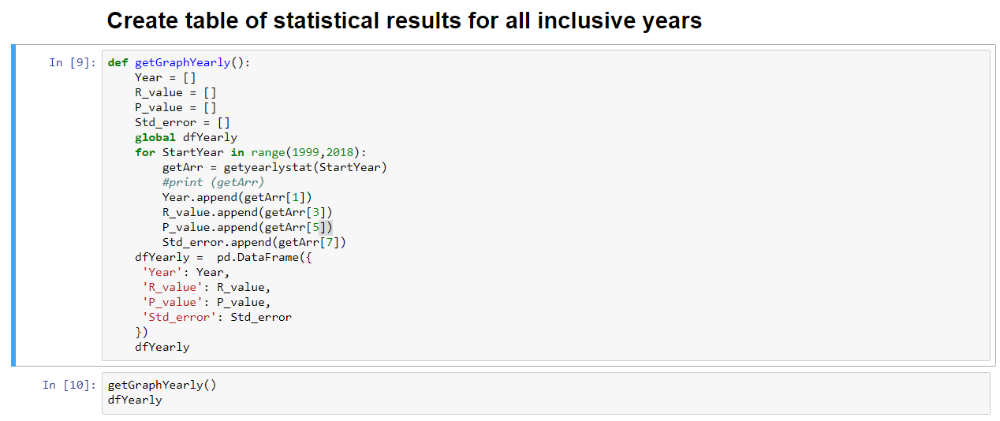 Create table of statistical results for all inclusive years
In [9]: def getGraphYearly():
    Year = []
    R_value = []
    P_value = []
    Std_error = []
    global dfYearly
    for StartYear in range(1999,2018):
        getArr = getyearlystat(StartYear)
        #print (getArr)
        Year.append(getArr[1])
        R_value.append(getArr[3])
        P_value.append(getArr[5])
        Std_error.append(getArr[7])
    dfYearly =  pd.DataFrame({
     'Year': Year,
     'R_value': R_value,
     'P_value': P_value,
     'Std_error': Std_error
    })
    dfYearly
In [10]: getGraphYearly()
dfYearly